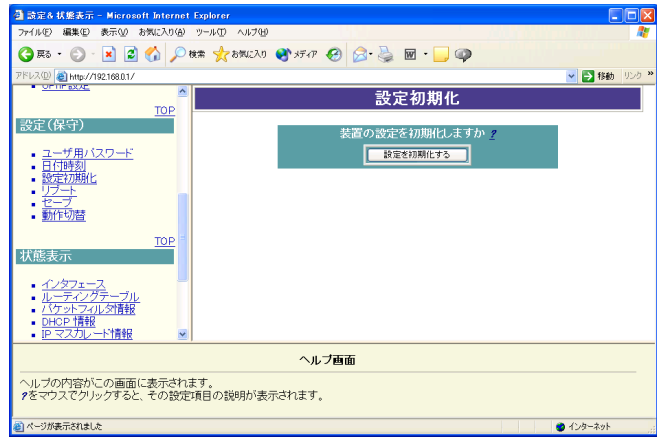 設定 & 状態表示 - Microsoft Internet Explorer
ファイル(F) 編集(E) 表示(V) お気に入り(A) ツール(T) ヘルプ(H)
戻る 検索 お気に入り メディア
アドレス(D) http://192.168.0.1/ 移動 リンク »
UPnP設定
TOP
設定(保守)
ユーザ用パスワード
日付時刻
設定初期化
リブート
セーブ
動作切替
TOP
状態表示
インタフェース
ルーティングテーブル
パケットフィルタ情報
DHCP 情報
IP マスカレード情報
設定初期化
装置の設定を初期化しますか ?
設定を初期化する
ヘルプ画面
ヘルプの内容がこの画面に表示されます。
?をマウスでクリックすると、その設定項目の説明が表示されます。
ページが表示されました
インターネット